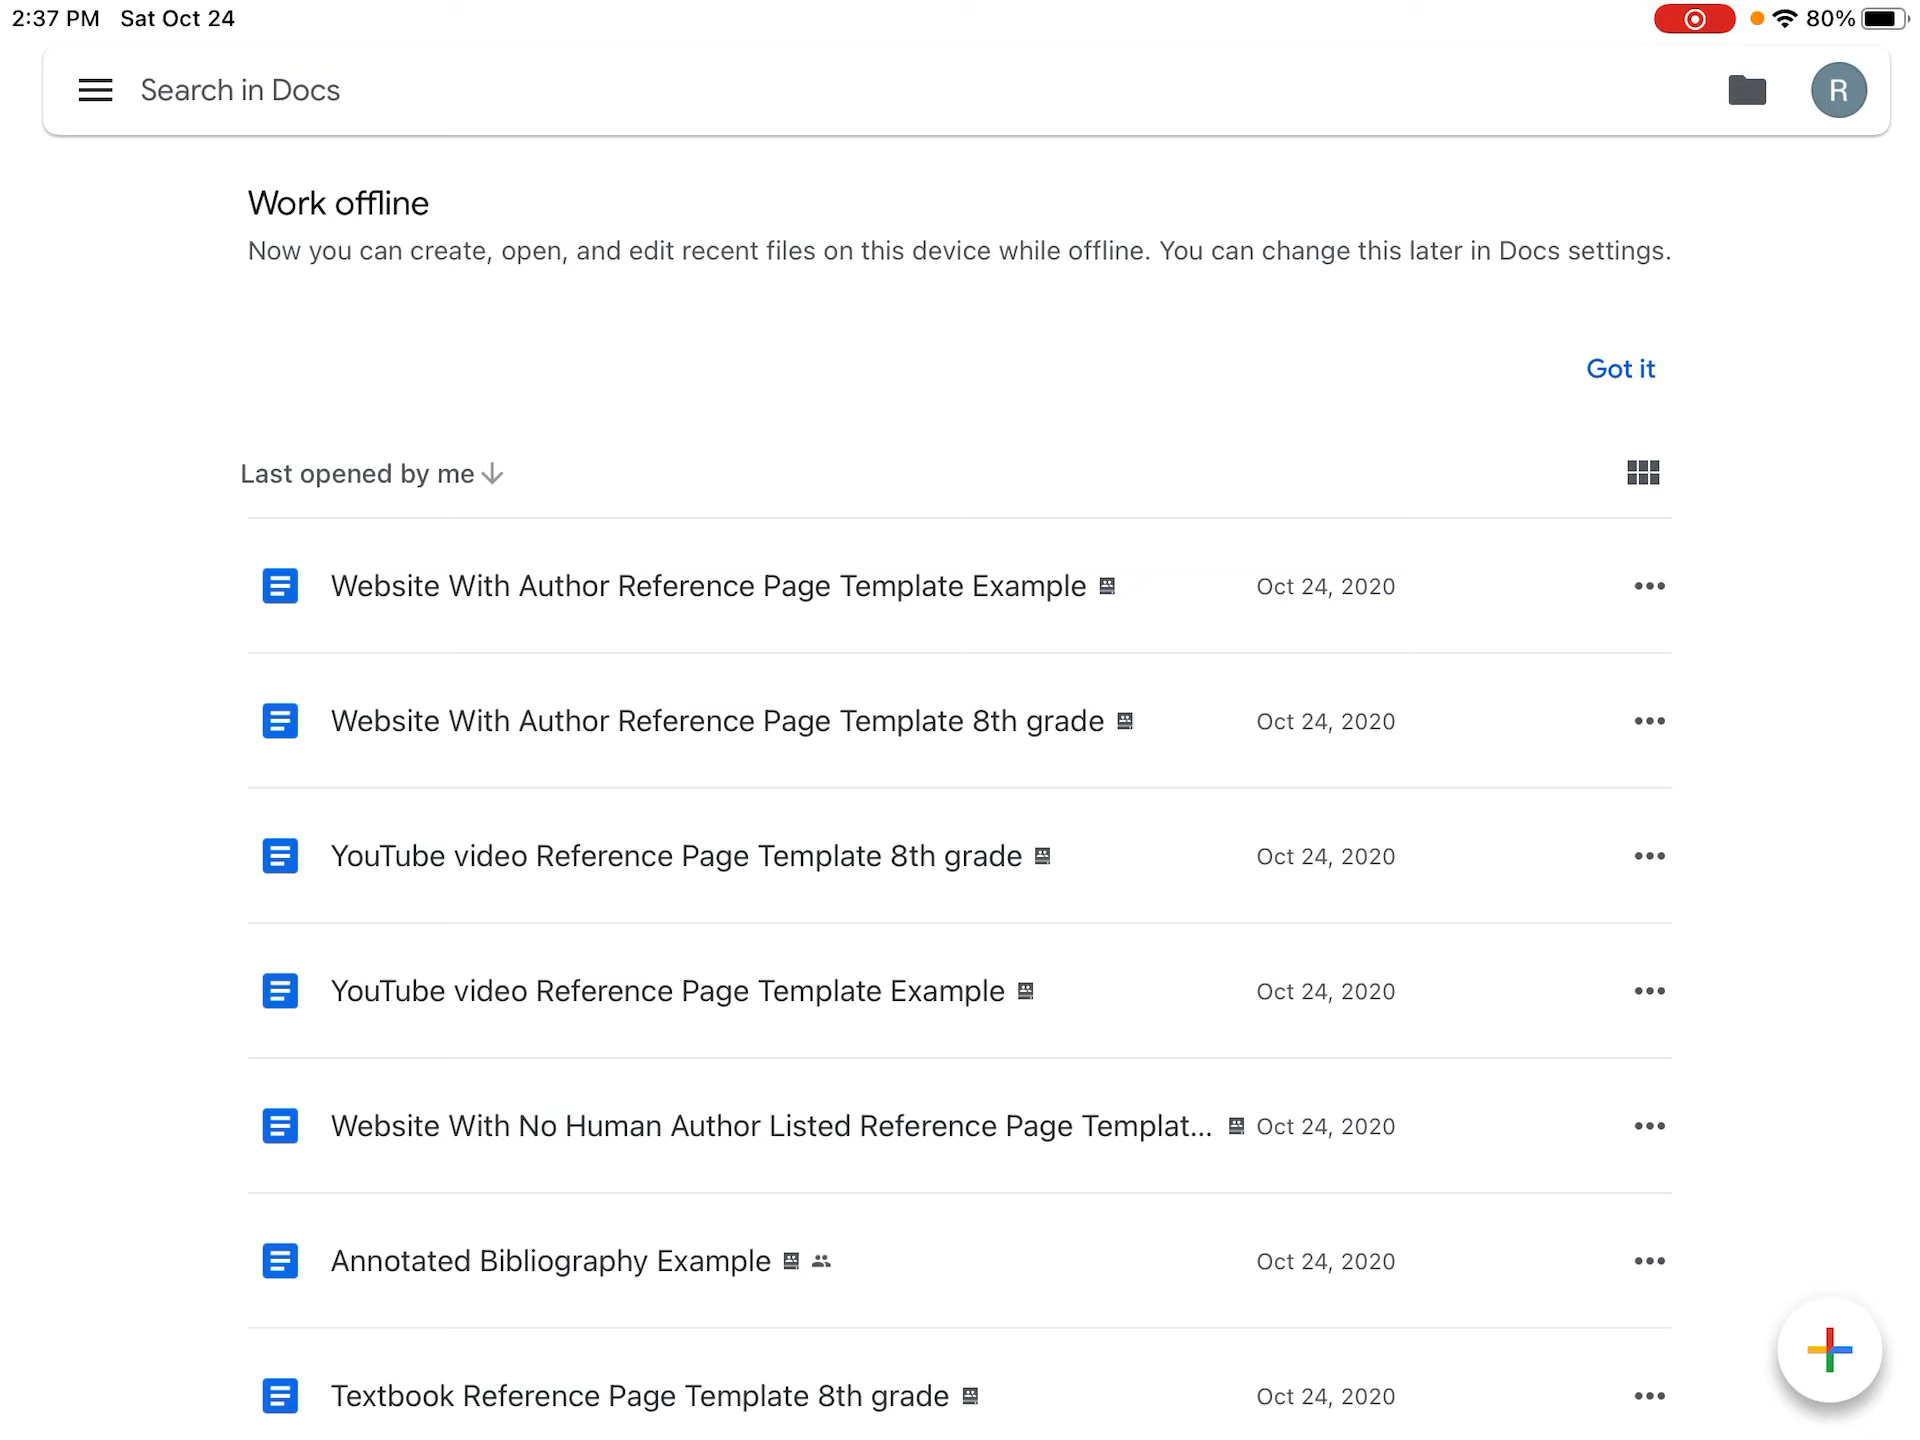 2:37 PM Sat Oct 24 80%
Search in Docs R
Work offline
Now you can create, open, and edit recent files on this device while offline. You can change this later in Docs settings.
Got it
Last opened by me
Website With Author Reference Page Template Example Oct 24, 2020
Website With Author Reference Page Template 8th grade Oct 24, 2020
YouTube video Reference Page Template 8th grade Oct 24, 2020
YouTube video Reference Page Template Example Oct 24, 2020
Website With No Human Author Listed Reference Page Templat... Oct 24, 2020
Annotated Bibliography Example Oct 24, 2020
Textbook Reference Page Template 8th grade Oct 24, 2020